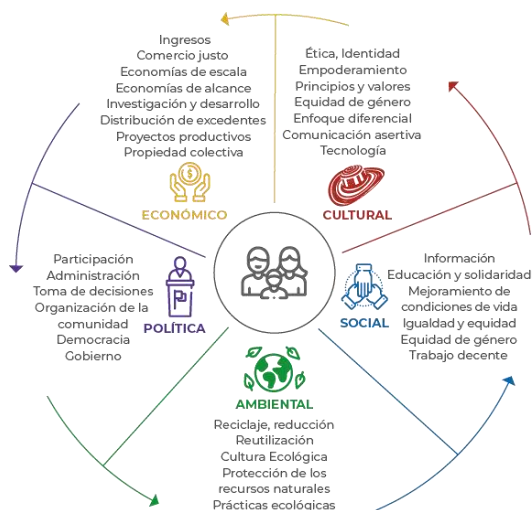 Ingresos
Comercio justo
Economías de escala
Economías de alcance
Investigación y desarrollo
Distribución de excedentes
Proyectos productivos
Propiedad colectiva
ECONÓMICO
Ética, Identidad
Empoderamiento
Principios y valores
Equidad de género
Enfoque diferencial
Comunicación asertiva
Tecnología
CULTURAL
Participación
Administración
Toma de decisiones
Organización de la
comunidad
Democracia
Gobierno
POLÍTICA
Información
Educación y solidaridad
Mejoramiento de
condiciones de vida
Igualdad y equidad
Equidad de género
Trabajo decente
SOCIAL
AMBIENTAL
Reciclaje, reducción
Reutilización
Cultura Ecológica
Protección de los
recursos naturales
Prácticas ecológicas